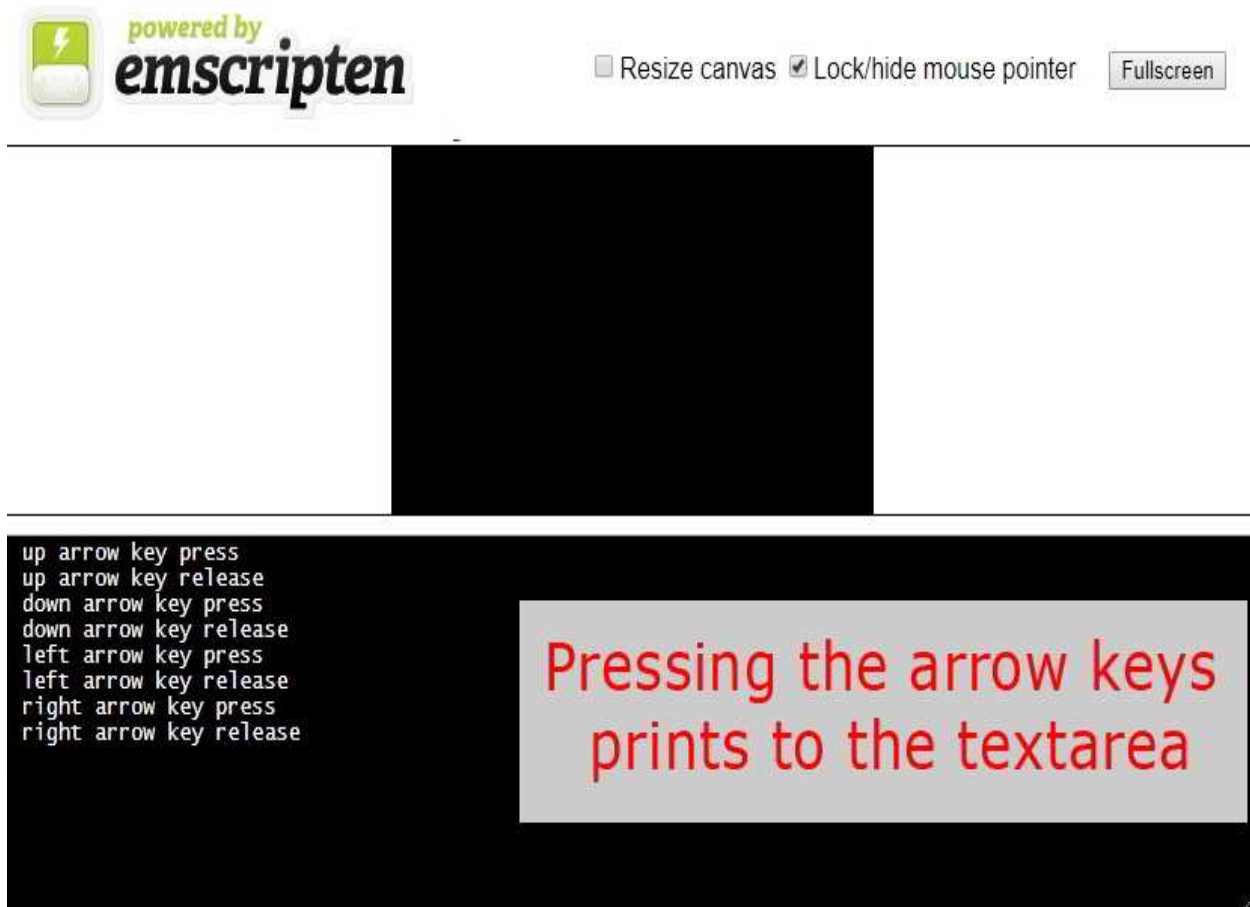 powered by
emscripten
Resize canvas Lock/hide mouse pointer Fullscreen
up arrow key press
up arrow key release
down arrow key press
down arrow key release
left arrow key press
left arrow key release
right arrow key press
right arrow key release
Pressing the arrow keys
prints to the textarea